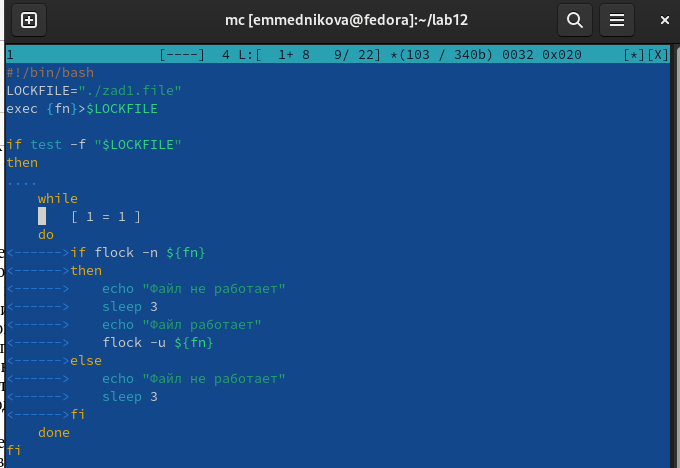 mc [emmednikova@fedora]:~/lab12
1 [----] 4 L:[ 1+ 8 9/ 22] *(103 / 340b) 0032 0x020 [*][X]
#!/bin/bash
LOCKFILE="./zad1.file"
exec {fn}>$LOCKFILE
if test -f "$LOCKFILE"
then
....
while
[ 1 = 1 ]
do
<------>if flock -n ${fn}
<------>then
<------> echo "Файл не работает"
<------> sleep 3
<------> echo "Файл работает"
<------> flock -u ${fn}
<------>else
<------> echo "Файл не работает"
<------> sleep 3
<------>fi
done
fi